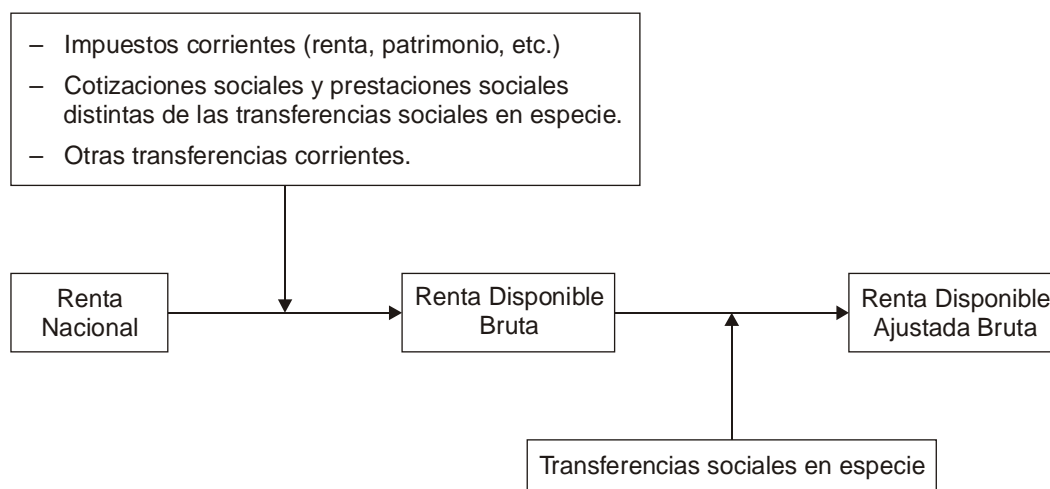 – Impuestos corrientes (renta, patrimonio, etc.)
– Cotizaciones sociales y prestaciones sociales
distintas de las transferencias sociales en especie.
– Otras transferencias corrientes.
Renta
Nacional
Renta Disponible
Bruta
Renta Disponible
Ajustada Bruta
Transferencias sociales en especie